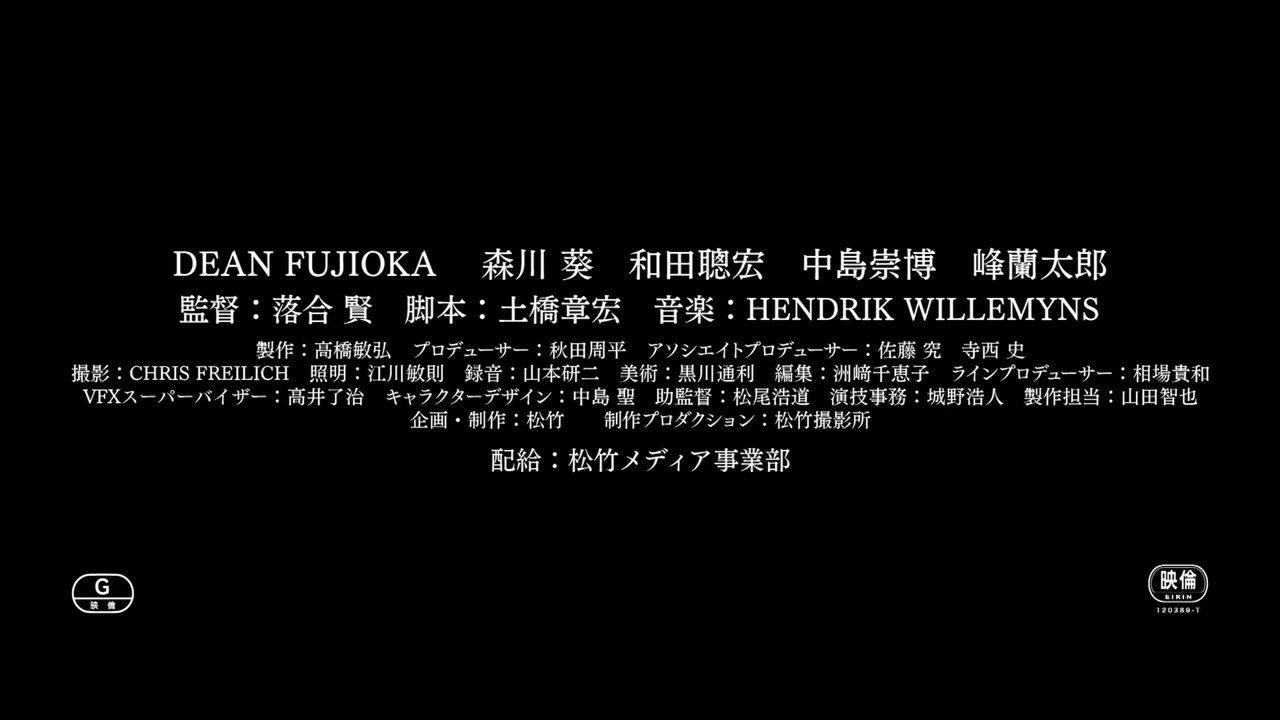 DEAN FUJIOKA　森川 葵　和田聰宏　中島崇博　峰蘭太郎
監督：落合 賢　脚本：土橋章宏　音楽：HENDRIK WILLEMYNS
製作：高橋敏弘　プロデューサー：秋田周平　アソシエイトプロデューサー：佐藤 究　寺西 史
撮影：CHRIS FREILICH　照明：江川敏則　録音：山本研二　美術：黒川通利　編集：洲﨑千恵子　ラインプロデューサー：相場貴和
VFXスーパーバイザー：高井了治　キャラクターデザイン：中島 聖　助監督：松尾浩道　演技事務：城野浩人　製作担当：山田智也
企画・制作：松竹　　制作プロダクション：松竹撮影所
配給：松竹メディア事業部
G
映 倫
映倫
EIRIN
120389-T